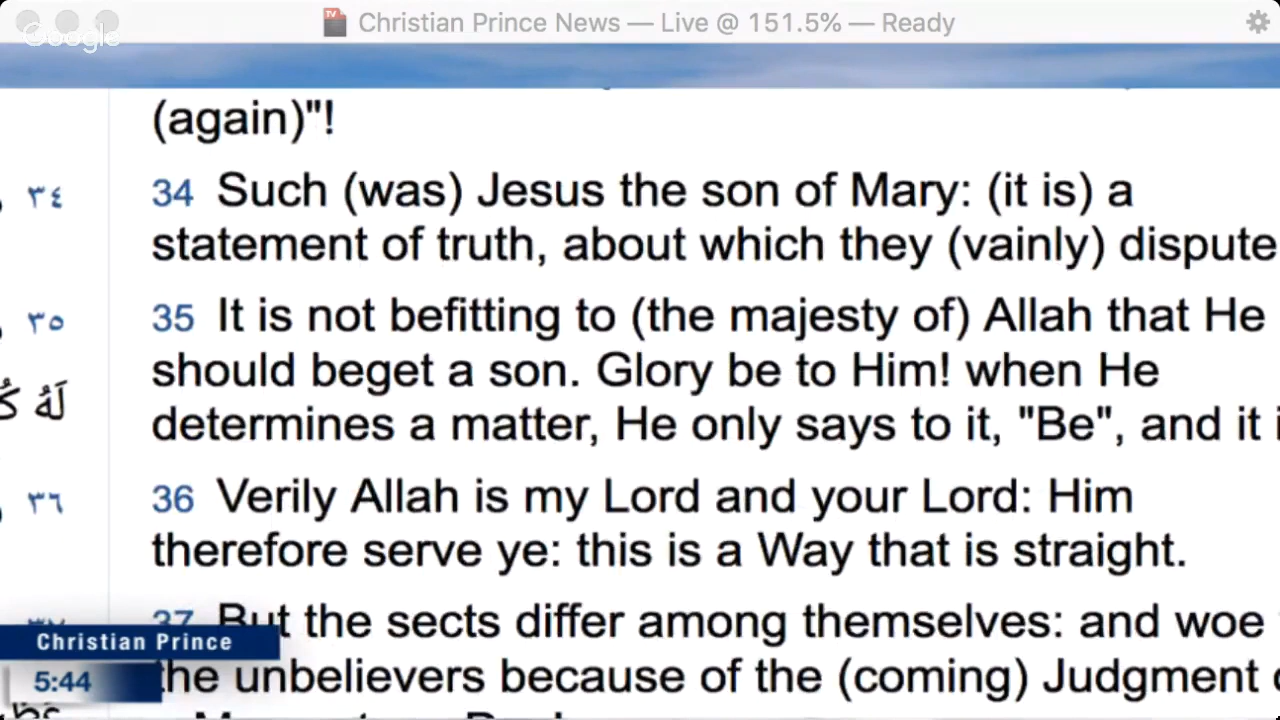 Christian Prince News — Live @ 151.5% — Ready
Google
(again)"!
٣٤
34 Such (was) Jesus the son of Mary: (it is) a
statement of truth, about which they (vainly) dispute
٣٥
35 It is not befitting to (the majesty of) Allah that He
should beget a son. Glory be to Him! when He
لَهُ
determines a matter, He only says to it, "Be", and it i
٣٦
36 Verily Allah is my Lord and your Lord: Him
therefore serve ye: this is a Way that is straight.
37 But the sects differ among themselves: and woe
Christian Prince
the unbelievers because of the (coming) Judgment
5:44